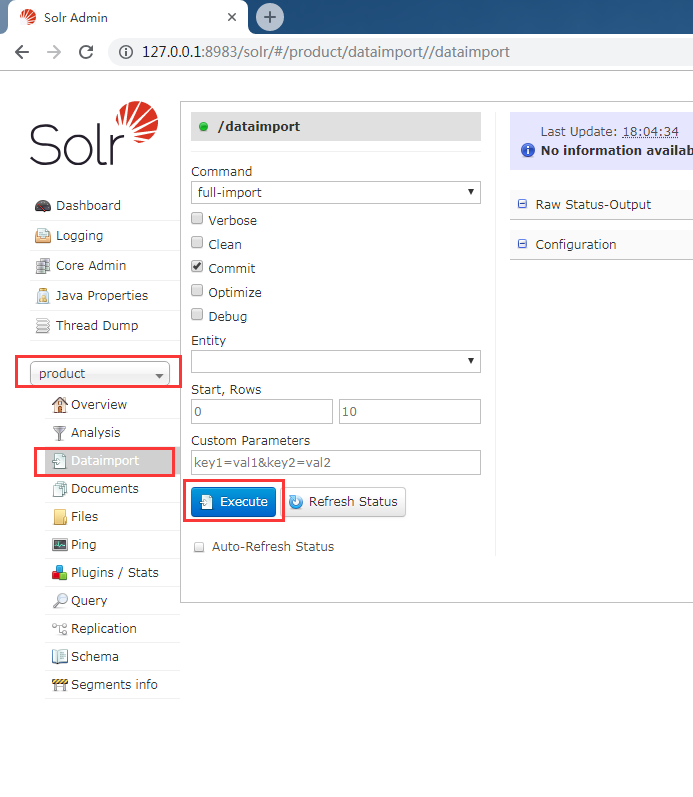 Solr Admin
127.0.0.1:8983/solr/#/product/dataimport//dataimport
Solr
Dashboard
Logging
Core Admin
Java Properties
Thread Dump
product
Overview
Analysis
Dataimport
Documents
Files
Ping
Plugins / Stats
Query
Replication
Schema
Segments info
/dataimport
Command
full-import
Verbose
Clean
Commit
Optimize
Debug
Entity
Start, Rows
0 10
Custom Parameters
key1=val1&key2=val2
Execute Refresh Status
Auto-Refresh Status
Last Update: 18:04:34
No information availab
Raw Status-Output
Configuration